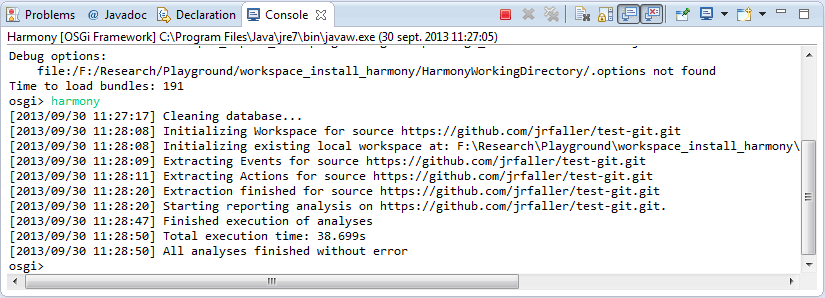 Problems @ Javadoc Declaration Console
Harmony [OSGi Framework] C:\Program Files\Java\jre7\bin\javaw.exe (30 sept. 2013 11:27:05)
Debug options:
file:/F:/Research/Playground/workspace_install_harmony/HarmonyWorkingDirectory/.options not found
Time to load bundles: 191
osgi> harmony
[2013/09/30 11:27:17] Cleaning database...
[2013/09/30 11:28:08] Initializing Workspace for source https://github.com/jrfaller/test-git.git
[2013/09/30 11:28:08] Initializing existing local workspace at: F:\Research\Playground\workspace_install_harmony\
[2013/09/30 11:28:09] Extracting Events for source https://github.com/jrfaller/test-git.git
[2013/09/30 11:28:11] Extracting Actions for source https://github.com/jrfaller/test-git.git
[2013/09/30 11:28:20] Extraction finished for source https://github.com/jrfaller/test-git.git
[2013/09/30 11:28:20] Starting reporting analysis on https://github.com/jrfaller/test-git.git.
[2013/09/30 11:28:47] Finished execution of analyses
[2013/09/30 11:28:50] Total execution time: 38.699s
[2013/09/30 11:28:50] All analyses finished without error
osgi>